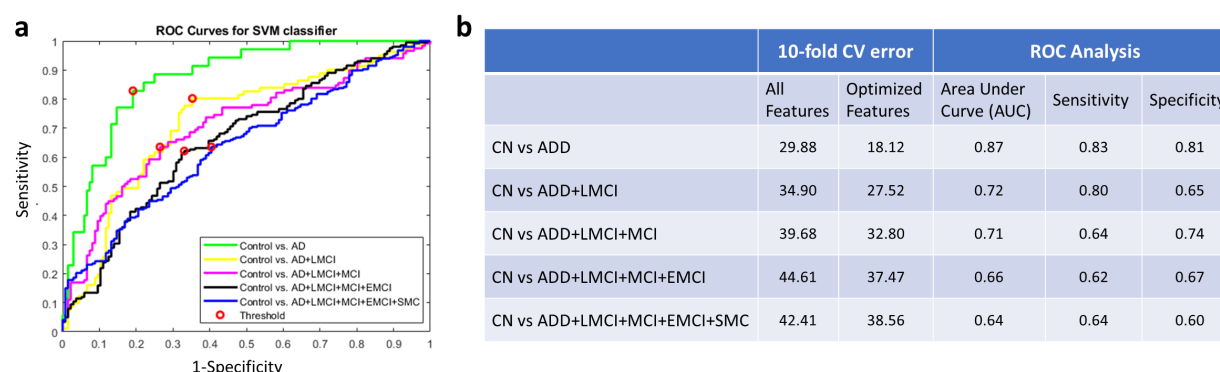 a
ROC Curves for SVM classifier
Sensitivity
1
0.9
0.8
0.7
0.6
0.5
0.4
0.3
0.2
0.1
0
0 0.1 0.2 0.3 0.4 0.5 0.6 0.7 0.8 0.9 1
1-Specificity
Control vs. AD
Control vs. AD+LMCI
Control vs. AD+LMCI+MCI
Control vs. AD+LMCI+MCI+EMCI
Control vs. AD+LMCI+MCI+EMCI+SMC
Threshold
b
10-fold CV error ROC Analysis
All Features Optimized Features Area Under Curve (AUC) Sensitivity Specificity
CN vs ADD 29.88 18.12 0.87 0.83 0.81
CN vs ADD+LMCI 34.90 27.52 0.72 0.80 0.65
CN vs ADD+LMCI+MCI 39.68 32.80 0.71 0.64 0.74
CN vs ADD+LMCI+MCI+EMCI 44.61 37.47 0.66 0.62 0.67
CN vs ADD+LMCI+MCI+EMCI+SMC 42.41 38.56 0.64 0.64 0.60